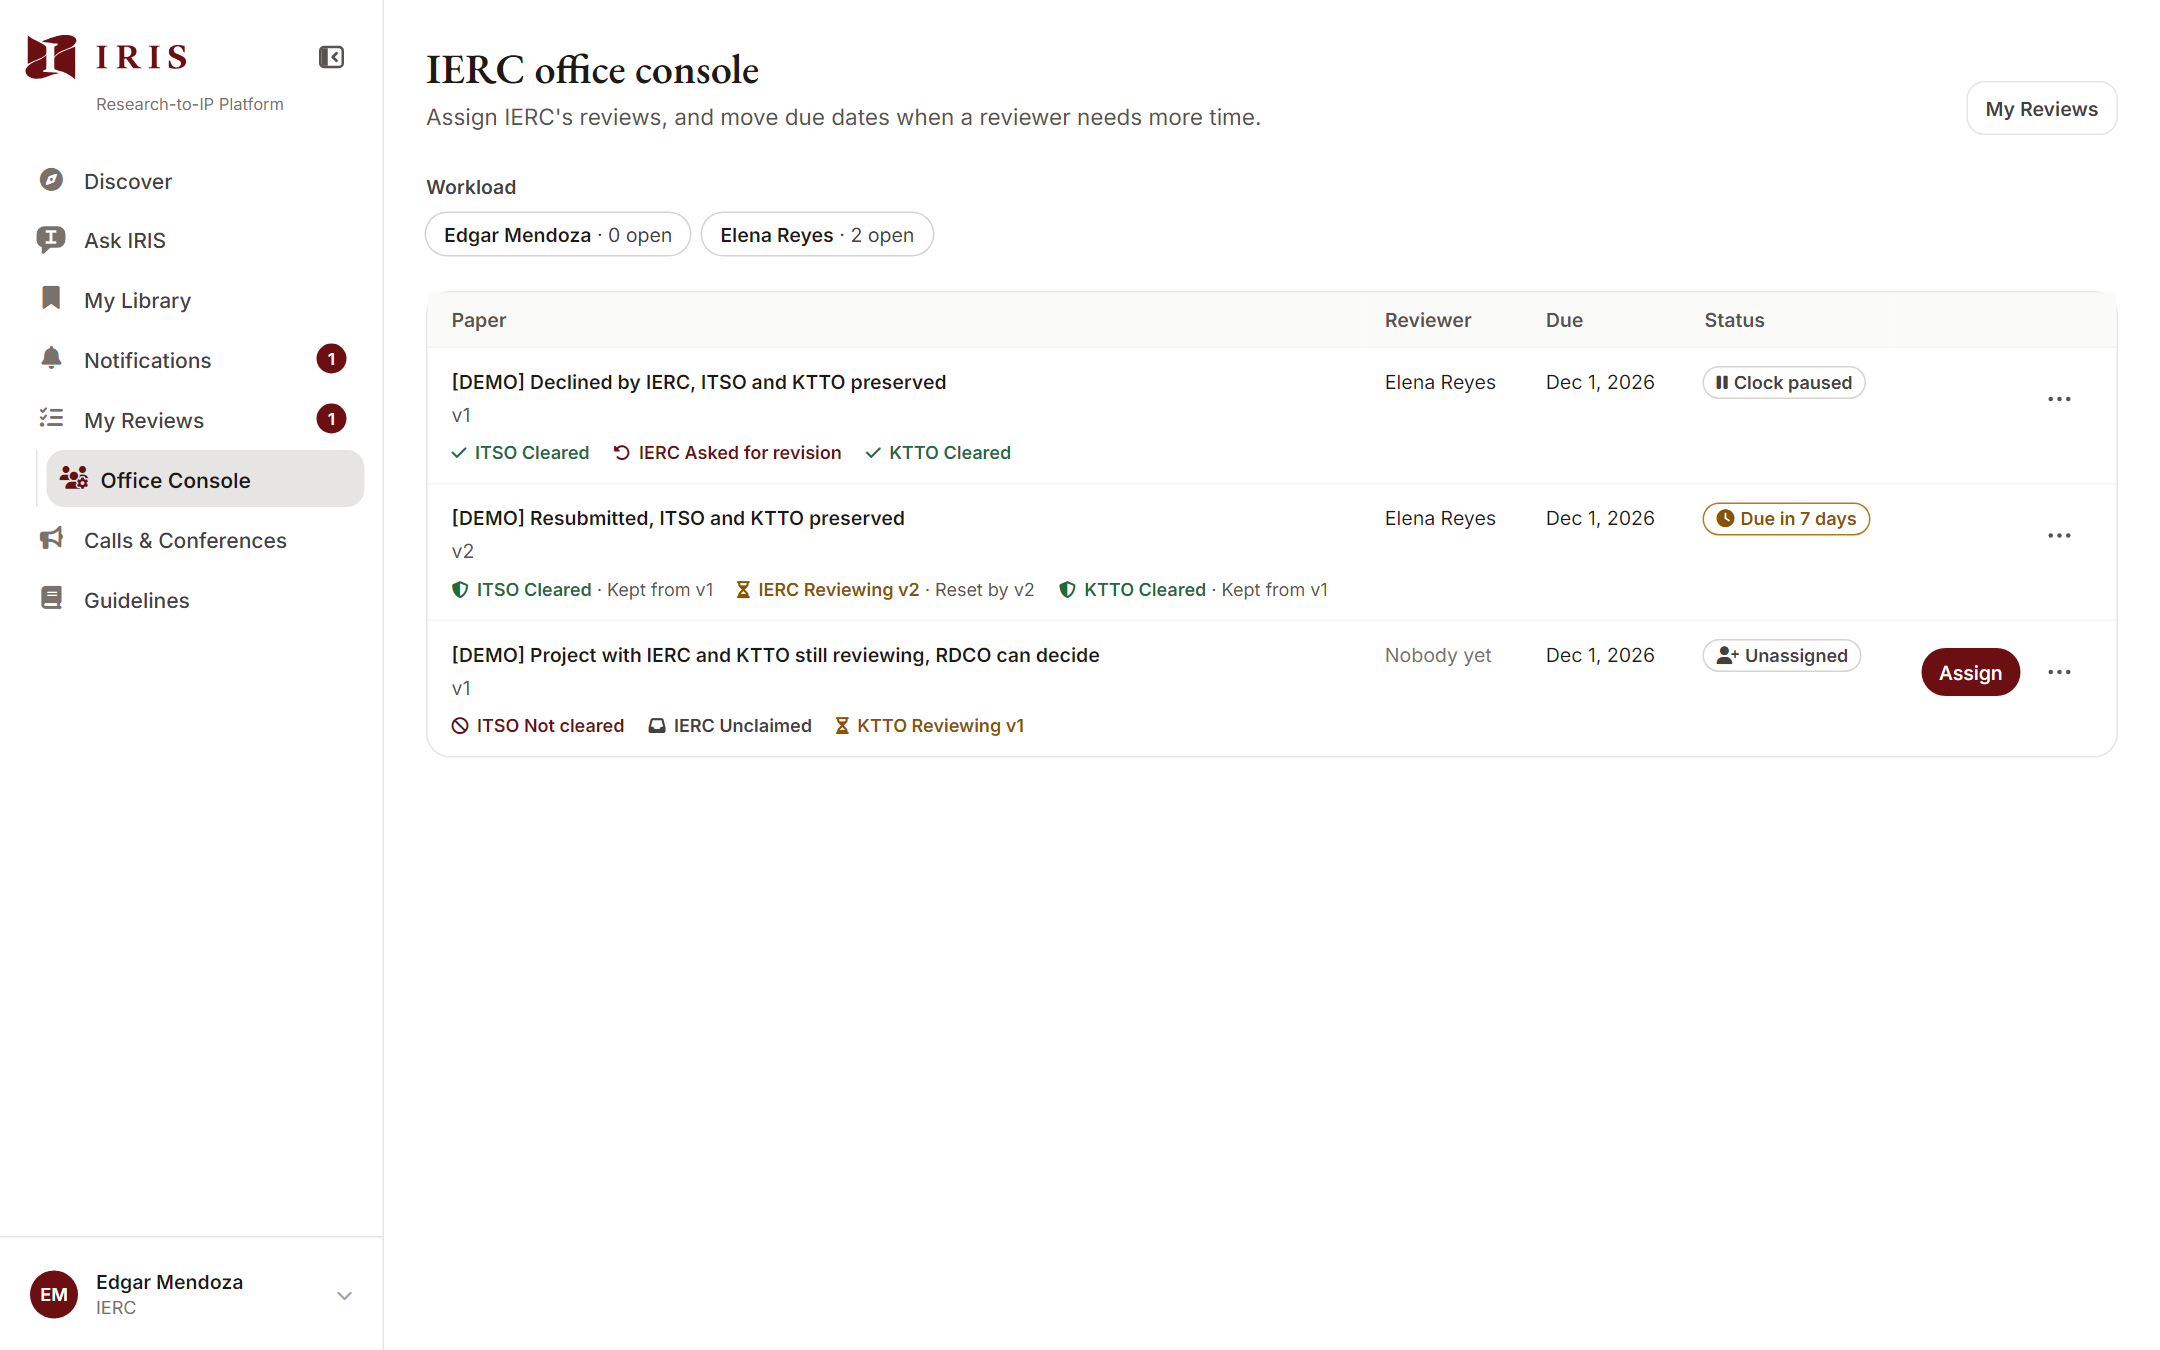 IRIS
Research-to-IP Platform
Discover
Ask IRIS
My Library
Notifications 1
My Reviews 1
Office Console
Calls & Conferences
Guidelines
EM
Edgar Mendoza
IERC
IERC office console
Assign IERC's reviews, and move due dates when a reviewer needs more time.
My Reviews
Workload
Edgar Mendoza · 0 open
Elena Reyes · 2 open
Paper Reviewer Due Status
[DEMO] Declined by IERC, ITSO and KTTO preserved Elena Reyes Dec 1, 2026 Clock paused
v1
ITSO Cleared IERC Asked for revision KTTO Cleared
[DEMO] Resubmitted, ITSO and KTTO preserved Elena Reyes Dec 1, 2026 Due in 7 days
v2
ITSO Cleared · Kept from v1 IERC Reviewing v2 · Reset by v2 KTTO Cleared · Kept from v1
[DEMO] Project with IERC and KTTO still reviewing, RDCO can decide Nobody yet Dec 1, 2026 Unassigned Assign
v1
ITSO Not cleared IERC Unclaimed KTTO Reviewing v1